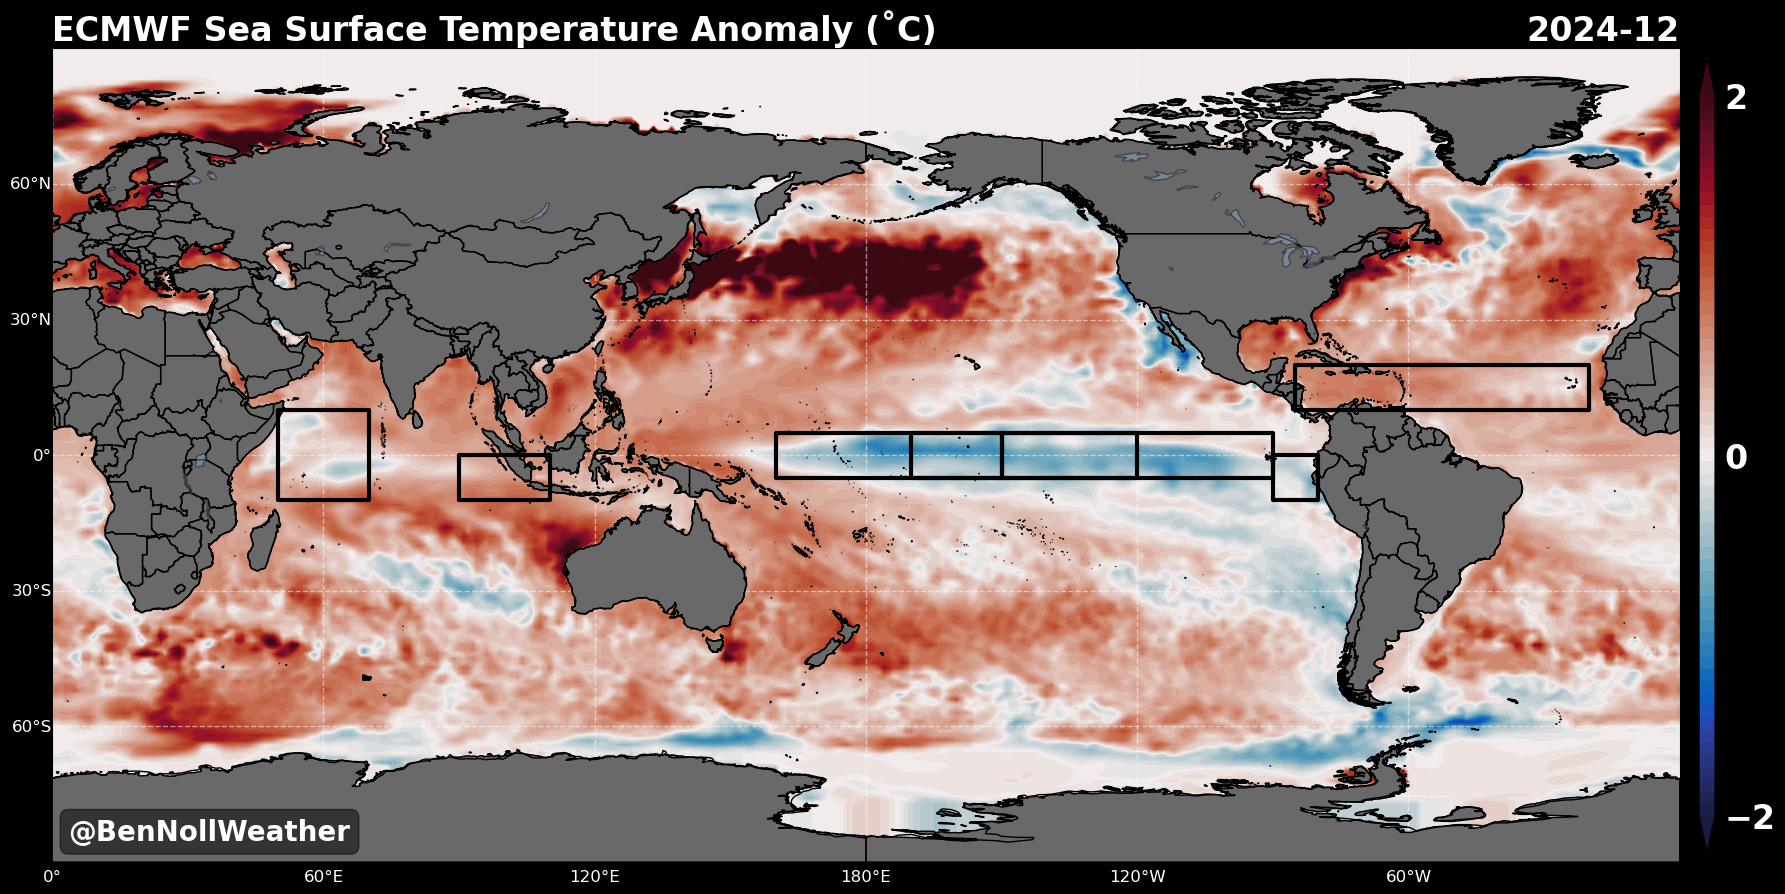 ECMWF Sea Surface Temperature Anomaly (˚C)
2024-12
2
0
−2
60°N
30°N
0°
30°S
60°S
0°
60°E
120°E
180°E
120°W
60°W
@BenNollWeather